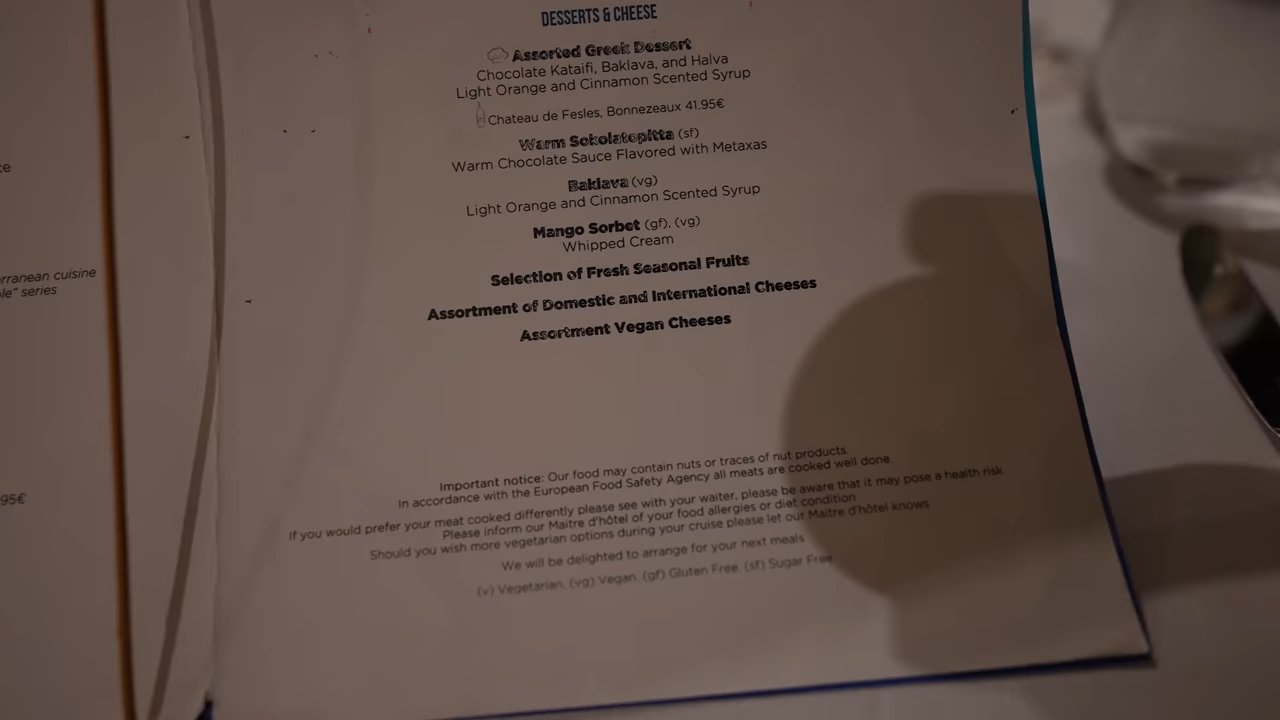 DESSERTS & CHEESE
Assorted Greek Dessert
Chocolate Kataifi, Baklava, and Halva
Light Orange and Cinnamon Scented Syrup
Chateau de Fesles, Bonnezeaux 41.95€
Warm Sokolatopitta (sf)
Warm Chocolate Sauce Flavored with Metaxas
Baklava (vg)
Light Orange and Cinnamon Scented Syrup
Mango Sorbet (gf), (vg)
Whipped Cream
Selection of Fresh Seasonal Fruits
Assortment of Domestic and International Cheeses
Assortment Vegan Cheeses
Important notice: Our food may contain nuts or traces of nut products
In accordance with the European Food Safety Agency all meats are cooked well done.
If you would prefer your meat cooked differently please see with your waiter, please be aware that it may pose a health risk
Please inform our Maitre d'hôtel of your food allergies or diet condition
Should you wish more vegetarian options during your cruise please let our Maitre d'hôtel knows
We will be delighted to arrange for your next meals
(v) Vegetarian, (vg) Vegan, (gf) Gluten Free, (sf) Sugar Free
rranean cuisine
le" series
95€